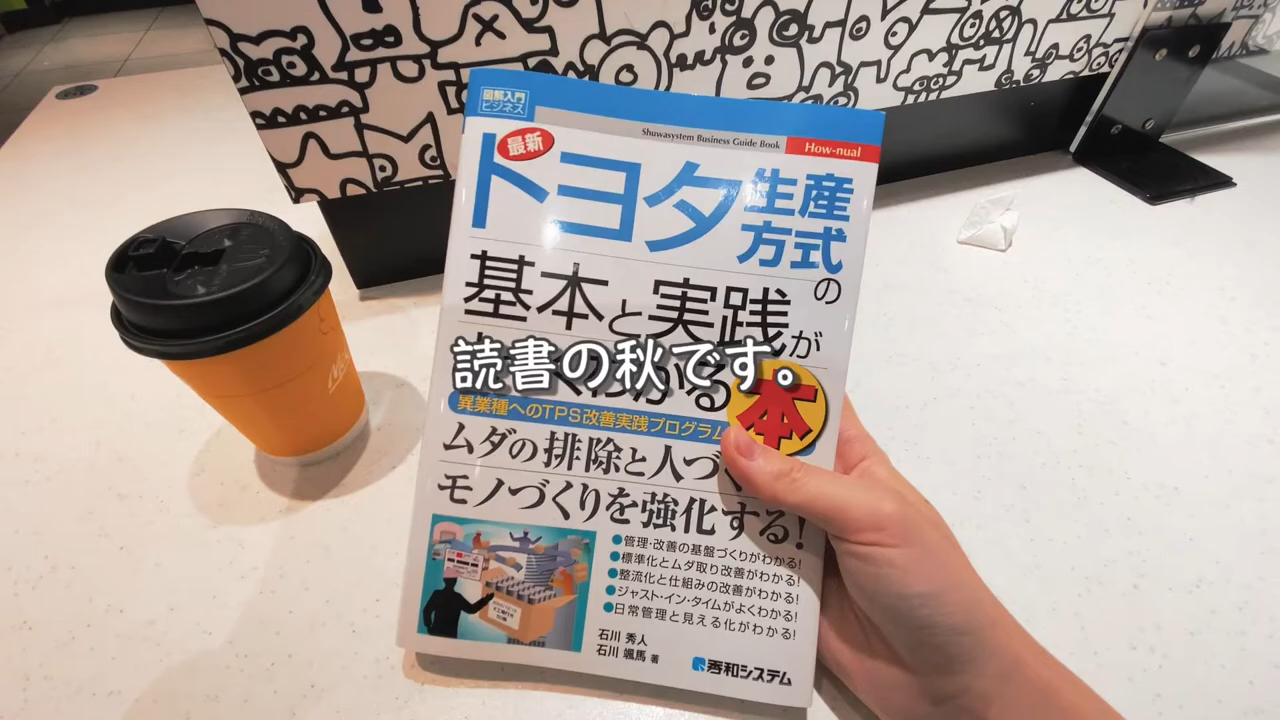 図解入門
ビジネス
Shuwasystem Business Guide Book
How-nual
最新
トヨタ生産
方式の
基本と実践が
わかる
本
読書の秋です。
異業種へのTPS改善実践プログラム
ムダの排除と人づ
モノづくりを強化する!
●管理・改善の基盤づくりがわかる!
●標準化とムダ取り改善がわかる!
●整流化と仕組みの改善がわかる!
●ジャスト・イン・タイムがよくわかる!
●日常管理と見える化がわかる!
石川 秀人
石川 颯馬 著
秀和システム